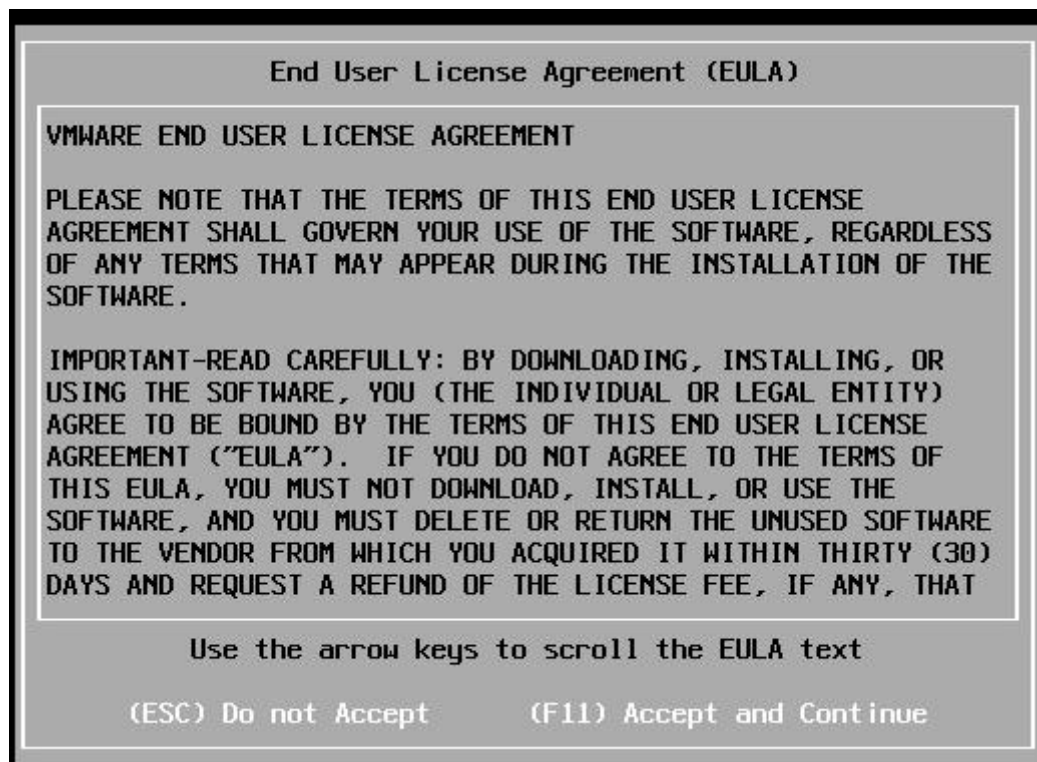 End User License Agreement (EULA)
VMWARE END USER LICENSE AGREEMENT
PLEASE NOTE THAT THE TERMS OF THIS END USER LICENSE
AGREEMENT SHALL GOVERN YOUR USE OF THE SOFTWARE, REGARDLESS
OF ANY TERMS THAT MAY APPEAR DURING THE INSTALLATION OF THE
SOFTWARE.
IMPORTANT-READ CAREFULLY: BY DOWNLOADING, INSTALLING, OR
USING THE SOFTWARE, YOU (THE INDIVIDUAL OR LEGAL ENTITY)
AGREE TO BE BOUND BY THE TERMS OF THIS END USER LICENSE
AGREEMENT ("EULA").  IF YOU DO NOT AGREE TO THE TERMS OF
THIS EULA, YOU MUST NOT DOWNLOAD, INSTALL, OR USE THE
SOFTWARE, AND YOU MUST DELETE OR RETURN THE UNUSED SOFTWARE
TO THE VENDOR FROM WHICH YOU ACQUIRED IT WITHIN THIRTY (30)
DAYS AND REQUEST A REFUND OF THE LICENSE FEE, IF ANY, THAT
Use the arrow keys to scroll the EULA text
(ESC) Do not Accept (F11) Accept and Continue